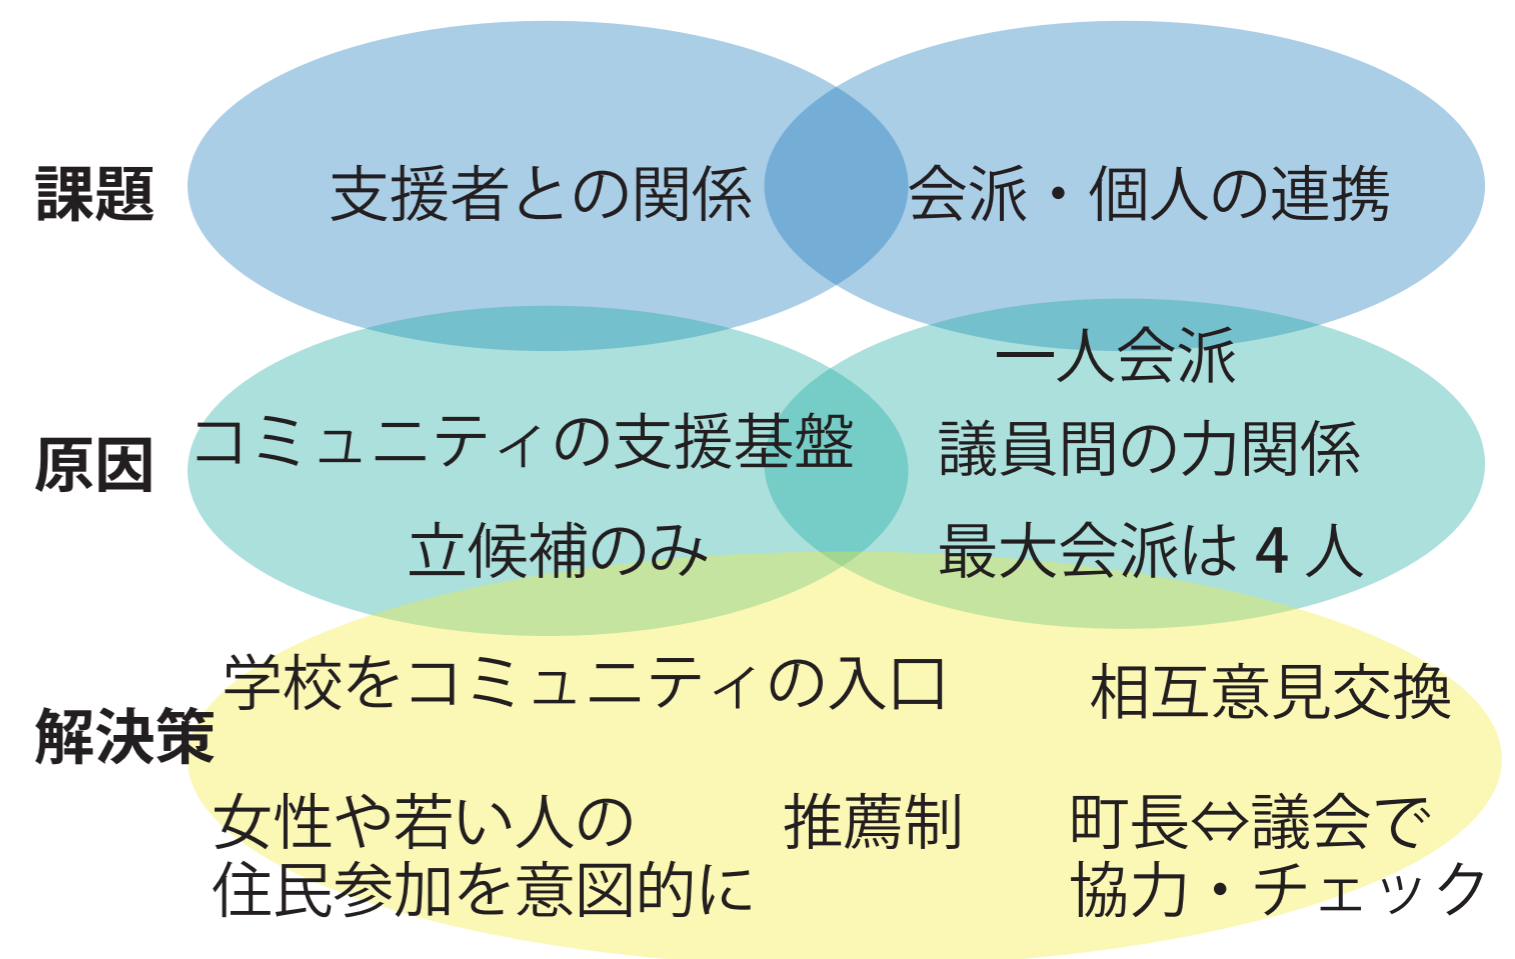 課題
支援者との関係
会派・個人の連携
原因
一人会派
コミュニティの支援基盤
議員間の力関係
立候補のみ
最大会派は 4 人
解決策
学校をコミュニティの入口
相互意見交換
女性や若い人の
住民参加を意図的に
推薦制
町長⇔議会で
協力・チェック